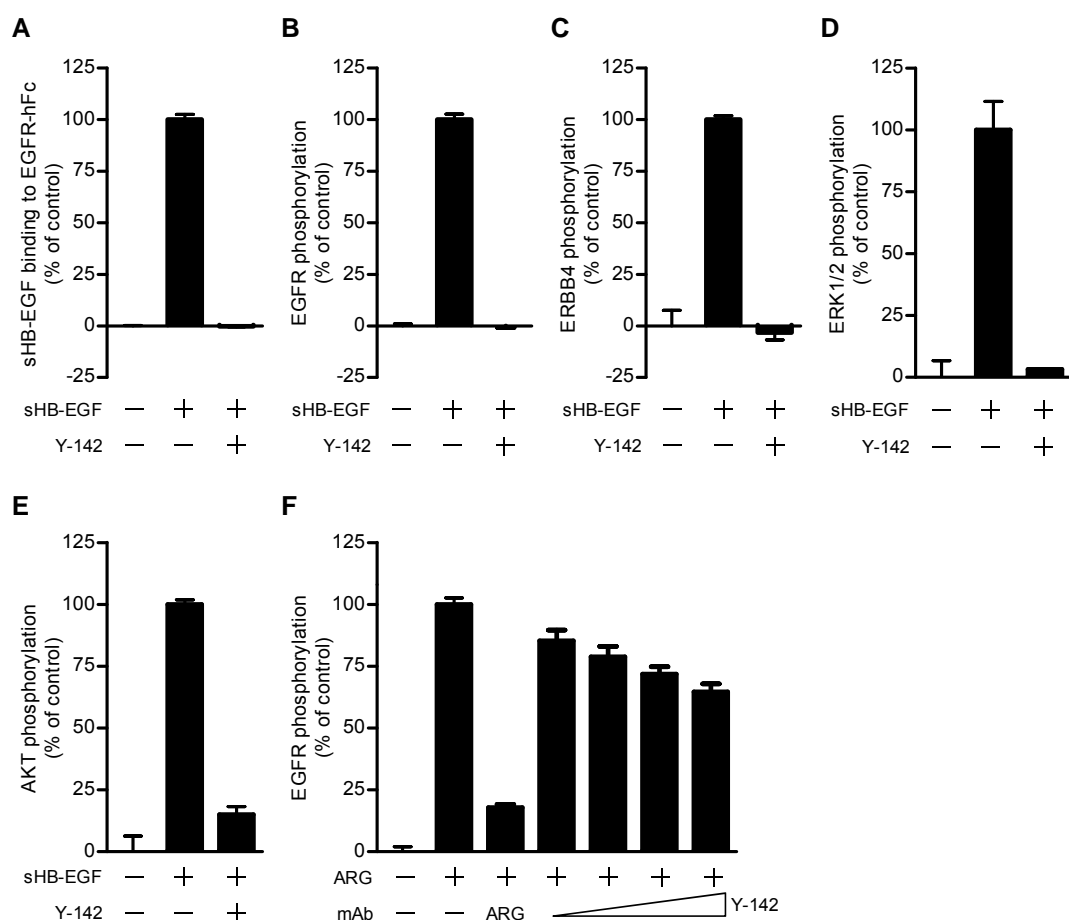 A
sHB-EGF binding to EGFR-hFc
(% of control)
125
100
75
50
25
0
-25
sHB-EGF — + +
Y-142 — — +
B
EGFR phosphorylation
(% of control)
125
100
75
50
25
0
-25
sHB-EGF — + +
Y-142 — — +
C
ERBB4 phosphorylation
(% of control)
125
100
75
50
25
0
-25
sHB-EGF — + +
Y-142 — — +
D
ERK1/2 phosphorylation
(% of control)
125
100
75
50
25
0
sHB-EGF — + +
Y-142 — — +
E
AKT phosphorylation
(% of control)
125
100
75
50
25
0
sHB-EGF — + +
Y-142 — — +
F
EGFR phosphorylation
(% of control)
125
100
75
50
25
0
ARG — + + + + + +
mAb — — ARG Y-142